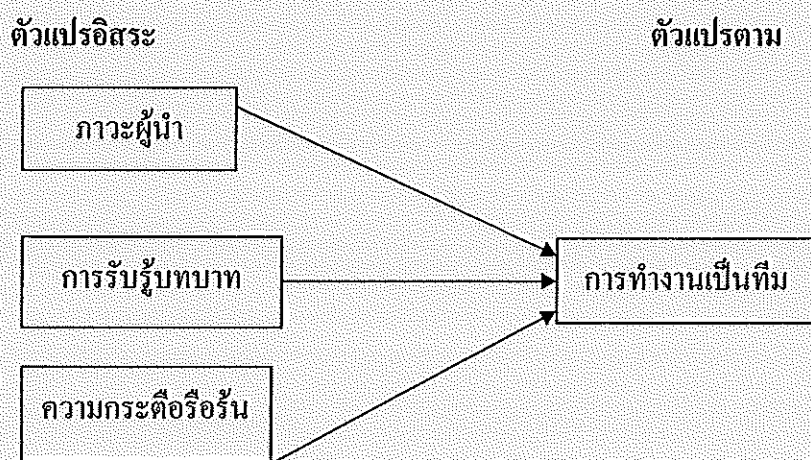 ตัวแปรอิสระ
ตัวแปรตาม
ภาวะผู้นำ
การรับรู้บทบาท
การทำงานเป็นทีม
ความกระตือรือร้น